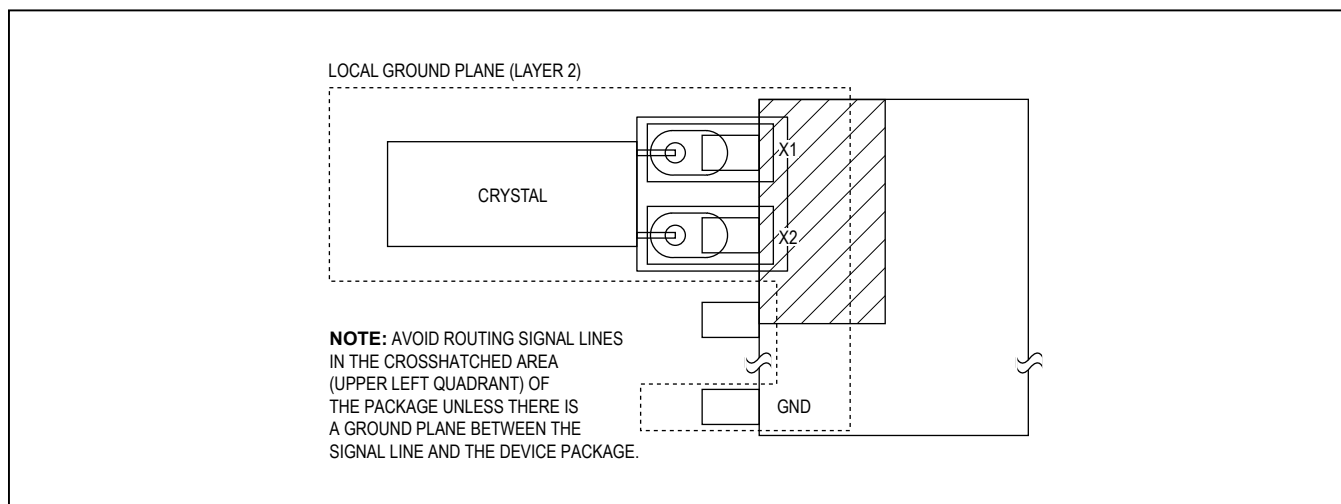 LOCAL GROUND PLANE (LAYER 2)
X1
CRYSTAL
X2
NOTE: AVOID ROUTING SIGNAL LINES
IN THE CROSSHATCHED AREA
(UPPER LEFT QUADRANT) OF
THE PACKAGE UNLESS THERE IS
A GROUND PLANE BETWEEN THE
SIGNAL LINE AND THE DEVICE PACKAGE.
GND